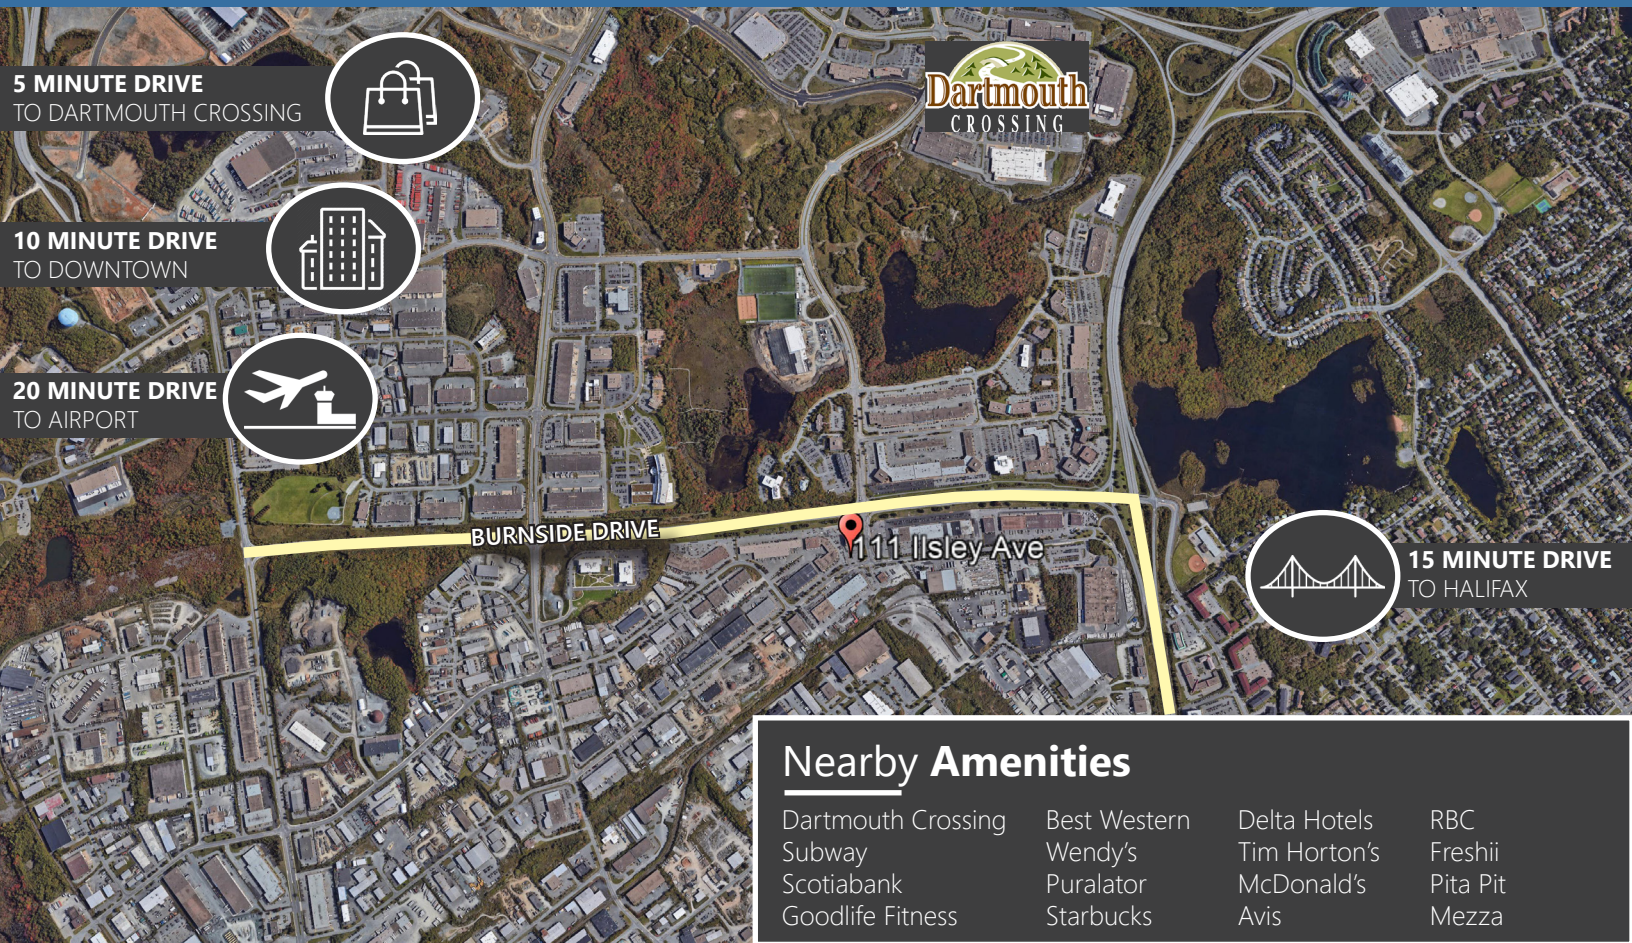 Dartmouth
CROSSING
5 MINUTE DRIVE
TO DARTMOUTH CROSSING
10 MINUTE DRIVE
TO DOWNTOWN
20 MINUTE DRIVE
TO AIRPORT
BURNSIDE DRIVE
111 Ilsley Ave
15 MINUTE DRIVE
TO HALIFAX
Nearby Amenities
Dartmouth Crossing
Subway
Scotiabank
Goodlife Fitness
Best Western
Wendy's
Puralator
Starbucks
Delta Hotels
Tim Horton's
McDonald's
Avis
RBC
Freshii
Pita Pit
Mezza